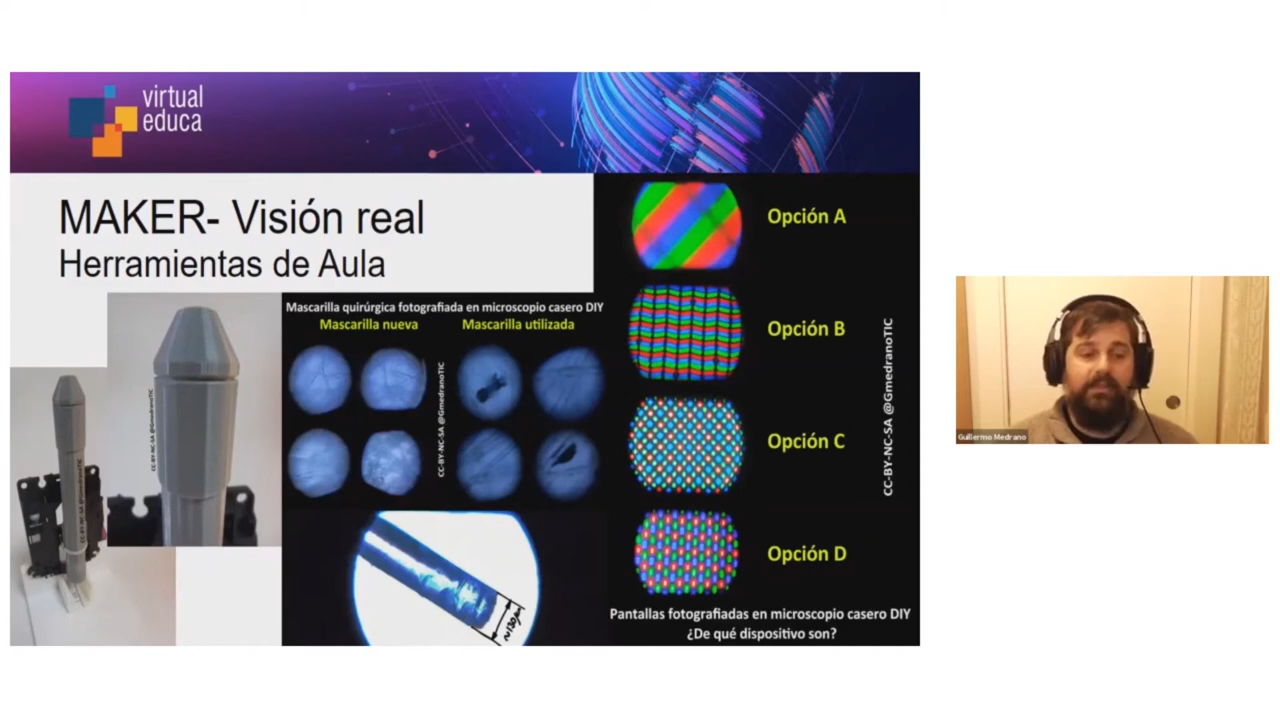 virtual
educa
MAKER- Visión real
Herramientas de Aula
Mascarilla quirúrgica fotografiada en microscopio casero DIY
Mascarilla nueva
Mascarilla utilizada
CC-BY-NC-SA @GmedranoTIC
CC-BY-NC-SA @GmedranoTIC
CC-BY-NC-SA @GmedranoTIC
~130μm
Opción A
Opción B
Opción C
Opción D
CC-BY-NC-SA @GmedranoTIC
Pantallas fotografiadas en microscopio casero DIY
¿De qué dispositivo son?
Guillermo Medrano